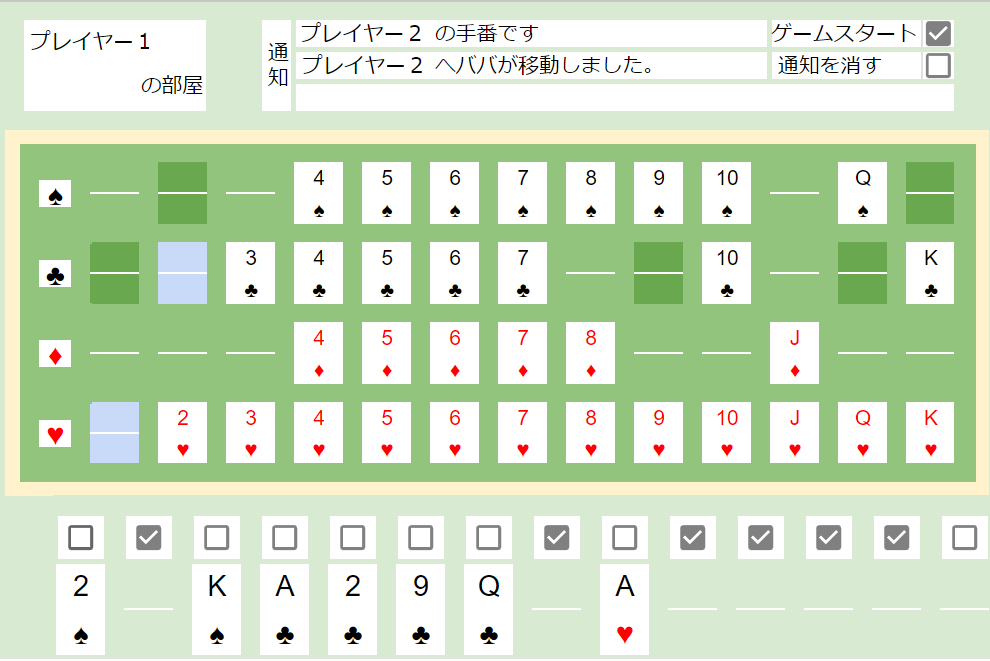 プレイヤー１
の部屋
通知
プレイヤー２ の手番です
ゲームスタート
プレイヤー２ へババが移動しました。
通知を消す
♠ 4♠ 5♠ 6♠ 7♠ 8♠ 9♠ 10♠ Q♠
♣ 3♣ 4♣ 5♣ 6♣ 7♣ 10♣ K♣
♦ 4♦ 5♦ 6♦ 7♦ 8♦ J♦
♥ 2♥ 3♥ 4♥ 5♥ 6♥ 7♥ 8♥ 9♥ 10♥ J♥ Q♥ K♥
2♠ K♠ A♣ 2♣ 9♣ Q♣ A♥